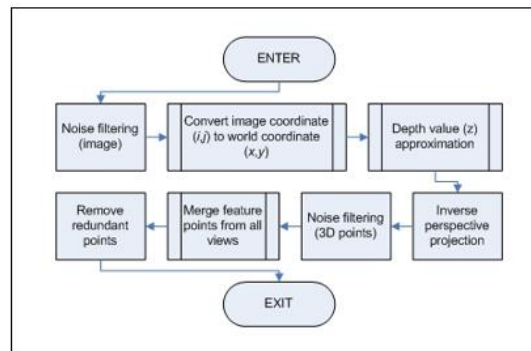 ENTER
Noise filtering
(image)
Convert image coordinate
(i,j) to world coordinate
(x,y)
Depth value (z)
approximation
Inverse
perspective
projection
Noise filtering
(3D points)
Merge feature
points from all
views
Remove
redundant
points
EXIT